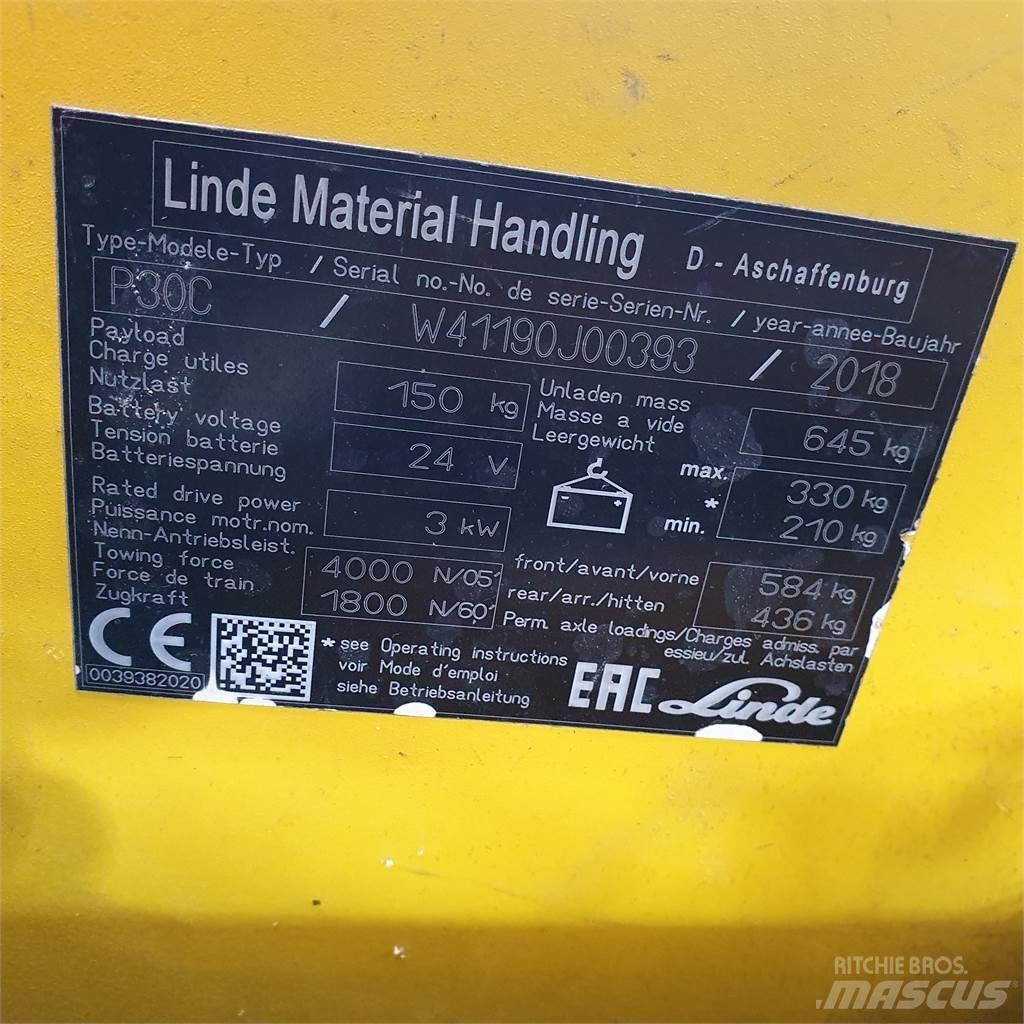 Linde Material Handling D - Aschaffenburg
Type-Modele-Typ / Serial no.-No. de serie-Serien-Nr. / year-annee-Baujahr
P30C / W41190J00393 / 2018
Payload
Charge utiles
Nutzlast
150 kg
Unladen mass
Masse a vide
Leergewicht
645 kg
Battery voltage
Tension batterie
Batteriespannung
24 V
max. 330 kg
*
min. 210 kg
Rated drive power
Puissance motr.nom.
Nenn-Antriebsleist.
3 kW
Towing force
Force de train
Zugkraft
4000 N/05'
1800 N/60'
front/avant/vorne 584 kg
rear/arr./hitten 436 kg
Perm. axle loadings/Charges admiss. par
essieu/zul. Achslasten
CE
0039382020
*see Operating instructions
voir Mode d'emploi
siehe Betriebsanleitung
EAC Linde
RITCHIE BROS.
MASCUS